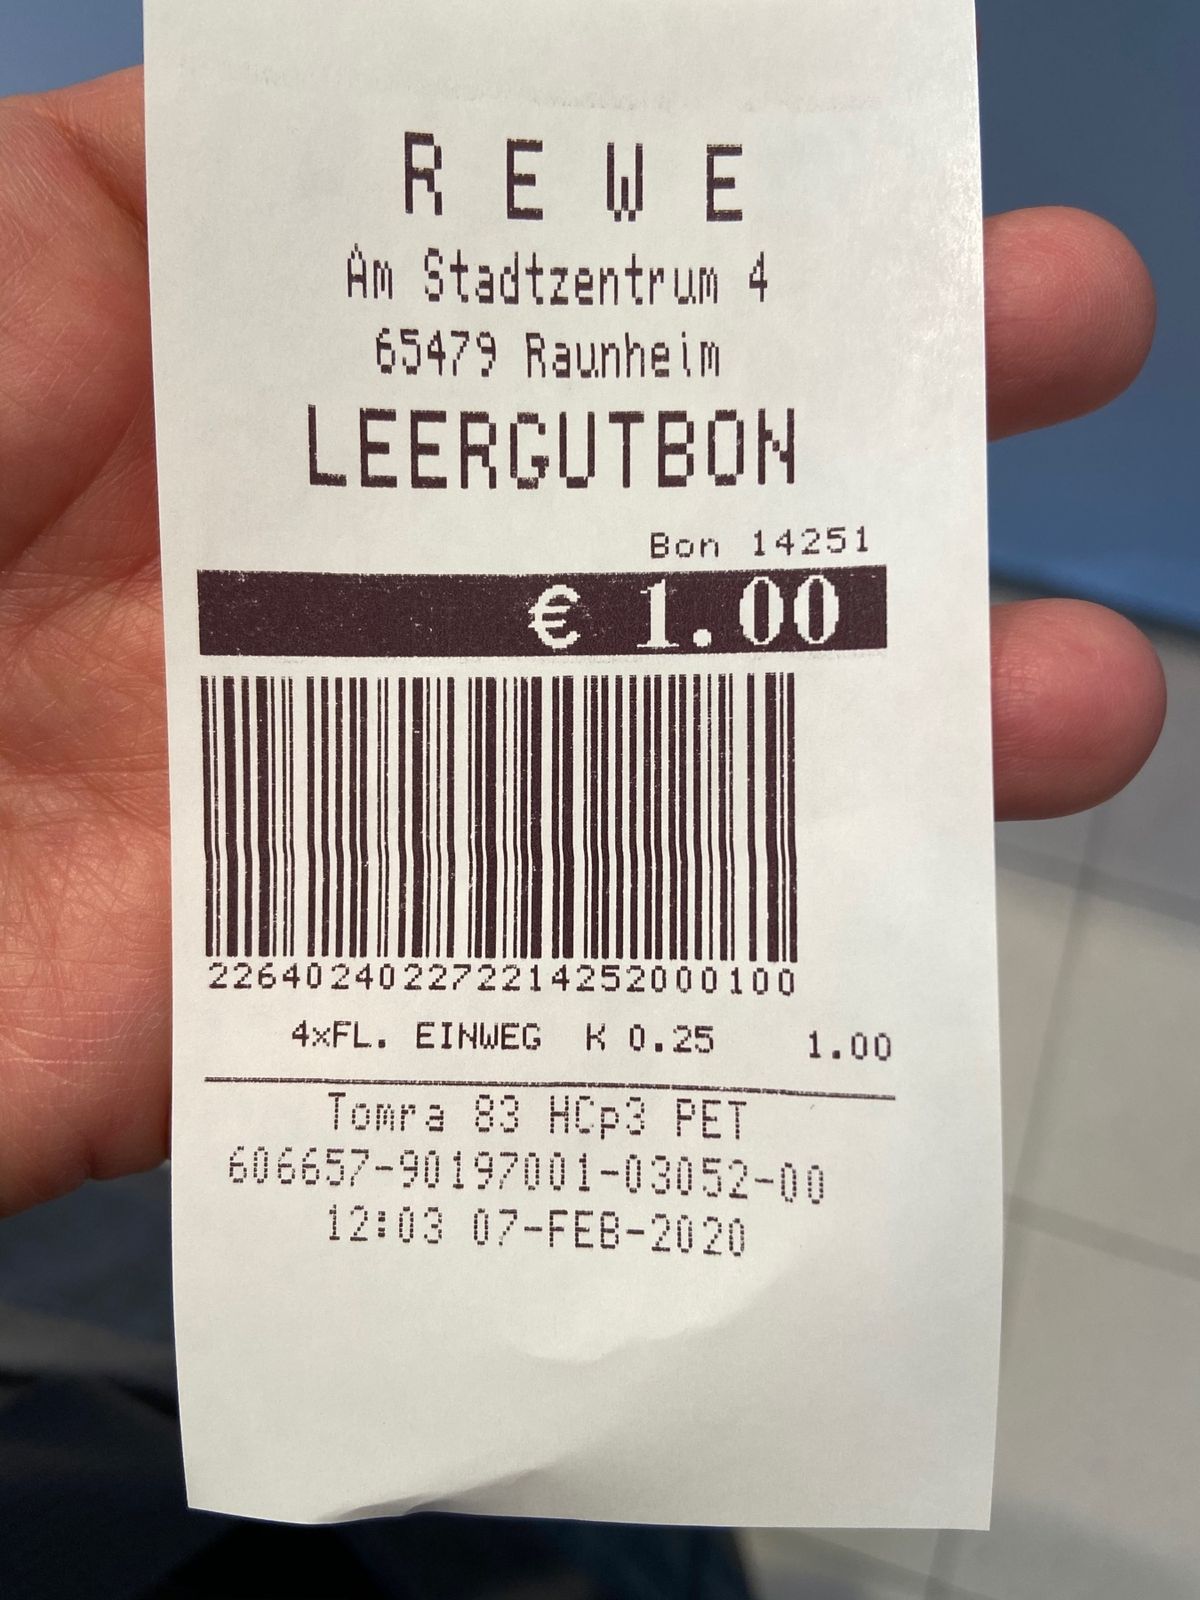 R E W E
Am Stadtzentrum 4
65479 Raunheim
LEERGUTBON
Bon 14251
€ 1.00
226402402272214252000100
4xFL. EINWEG K 0.25 1.00
Tomra 83 HCp3 PET
606657-90197001-03052-00
12:03 07-FEB-2020